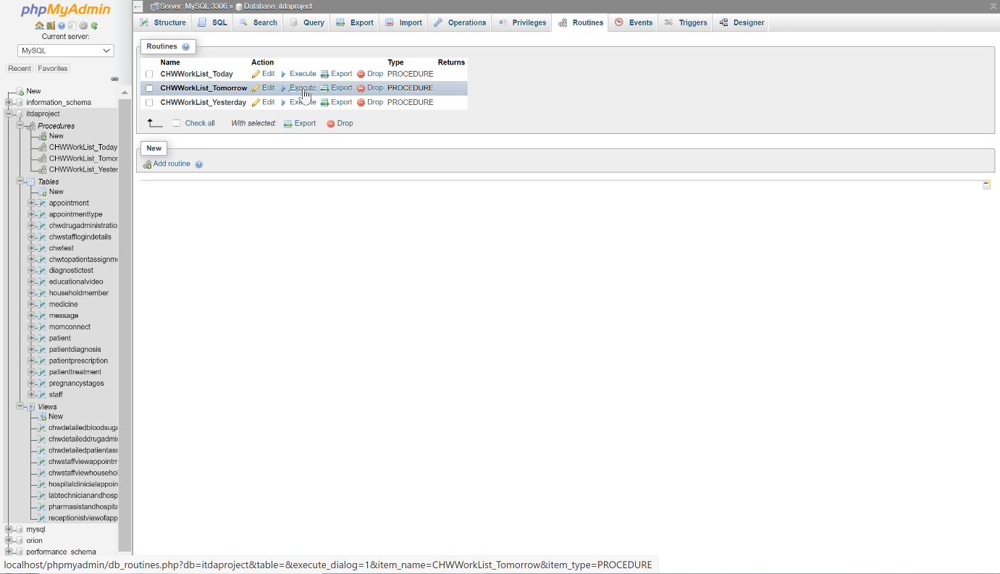 phpMyAdmin
Current server:
MySQL
Recent Favorites
New
information_schema
itdaproject
Procedures
New
CHWWorkList_Today
CHWWorkList_Tomor
CHWWorkList_Yester
Tables
New
appointment
appointmenttype
chwdrugadministratio
chwstafflogindetails
chwtest
chwtopatientassignme
diagnostictest
educationalvideo
householdmember
medicine
message
momconnect
patient
patientdiagnosis
patientprescription
patienttreatment
pregnancystages
staff
Views
New
chwdetailedbloodsuga
chwdetaileddrugadmi
chwdetailedpatientass
chwstaffviewappointm
chwstaffviewhousehol
hospitalclinicialappoin
labtechnicianandhosp
pharmasistandhospita
receptionistviewofapp
mysql
orion
performance_schema
Server: MySQL:3306 » Database: itdaproject
Structure SQL Search Query Export Import Operations Privileges Routines Events Triggers Designer
Routines
Name Action Type Returns
CHWWorkList_Today Edit Execute Export Drop PROCEDURE
CHWWorkList_Tomorrow Edit Execute Export Drop PROCEDURE
CHWWorkList_Yesterday Edit Execute Export Drop PROCEDURE
Check all With selected: Export Drop
New
Add routine
localhost/phpmyadmin/db_routines.php?db=itdaproject&table=&execute_dialog=1&item_name=CHWWorkList_Tomorrow&item_type=PROCEDURE